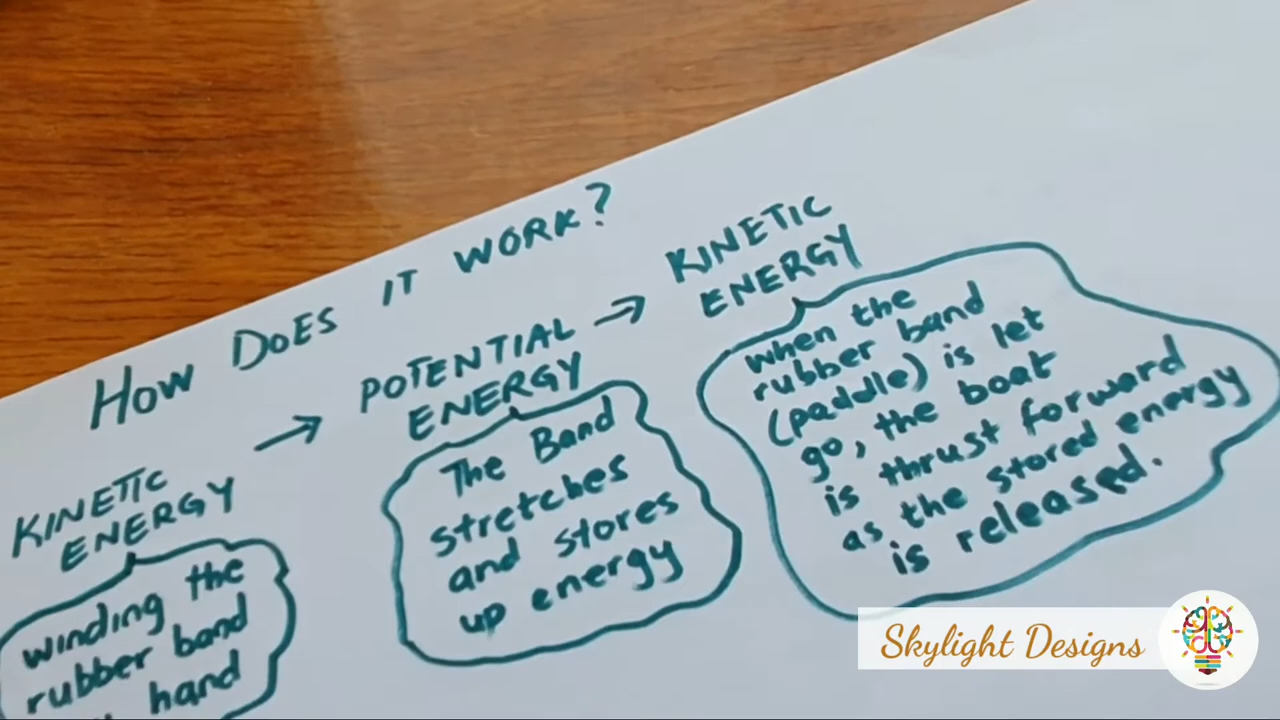 How DOES IT WORK?
KINETIC
ENERGY
→ POTENTIAL
ENERGY
→ KINETIC
ENERGY
winding the
rubber band
hand
The Band
stretches
and stores
up energy
when the
rubber band
(paddle) is let
go, the boat
is thrust forward
as the stored energy
is released.
Skylight Designs